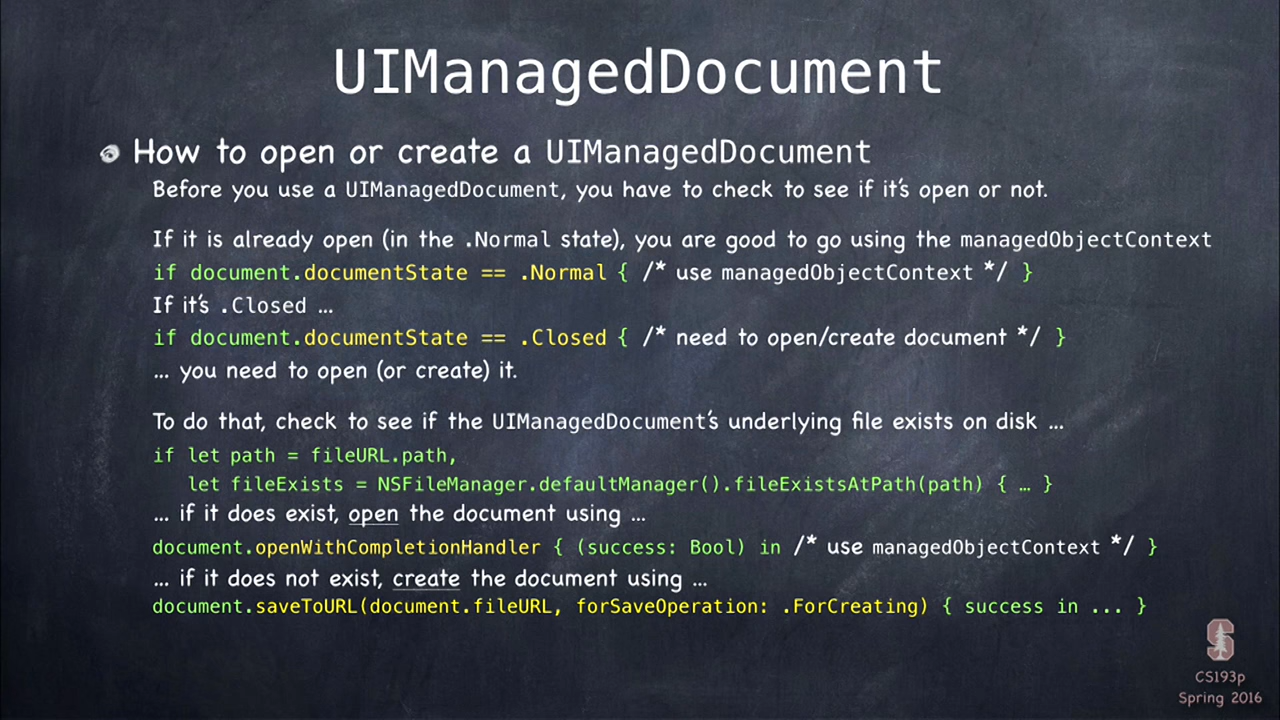 UIManagedDocument
How to open or create a UIManagedDocument
Before you use a UIManagedDocument, you have to check to see if it's open or not.
If it is already open (in the .Normal state), you are good to go using the managedObjectContext
if document.documentState == .Normal { /* use managedObjectContext */ }
If it's .Closed ...
if document.documentState == .Closed { /* need to open/create document */ }
... you need to open (or create) it.
To do that, check to see if the UIManagedDocument's underlying file exists on disk ...
if let path = fileURL.path,
let fileExists = NSFileManager.defaultManager().fileExistsAtPath(path) { … }
... if it does exist, open the document using ...
document.openWithCompletionHandler { (success: Bool) in /* use managedObjectContext */ }
... if it does not exist, create the document using ...
document.saveToURL(document.fileURL, forSaveOperation: .ForCreating) { success in ... }
S
CS193p
Spring 2016